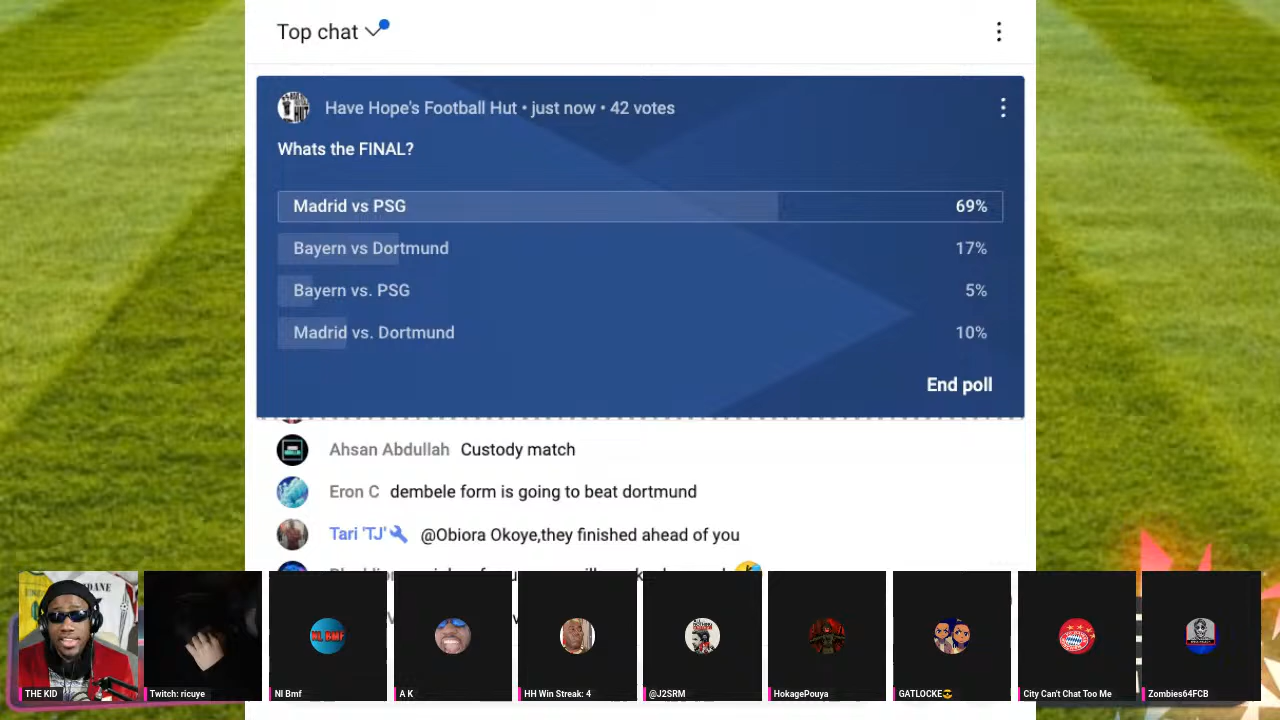 Top chat
Have Hope's Football Hut • just now • 42 votes
Whats the FINAL?
Madrid vs PSG 69%
Bayern vs Dortmund 17%
Bayern vs. PSG 5%
Madrid vs. Dortmund 10%
End poll
Ahsan Abdullah Custody match
Eron C dembele form is going to beat dortmund
Tari 'TJ' @Obiora Okoye,they finished ahead of you
NL BMF
THE KID
Twitch: ricuye
Nl Bmf
A K
HH Win Streak: 4
@J2SRM
HokagePouya
GATLOCKE😎
City Can't Chat Too Me
Zombies64FCB